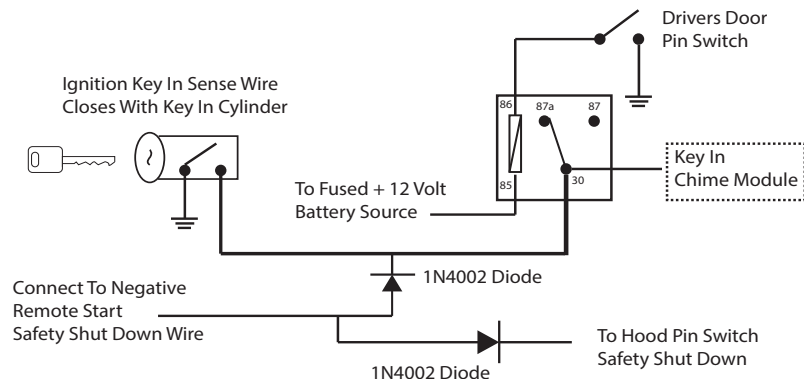 Drivers Door
Pin Switch
Ignition Key In Sense Wire
Closes With Key In Cylinder
86
87a
87
85
30
Key In
Chime Module
To Fused + 12 Volt
Battery Source
1N4002 Diode
Connect To Negative
Remote Start
Safety Shut Down Wire
To Hood Pin Switch
Safety Shut Down
1N4002 Diode